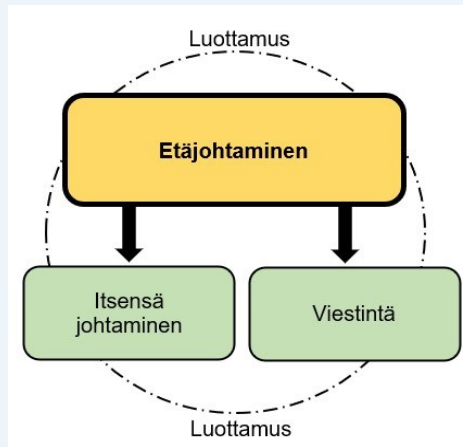 Luottamus
Etäjohtaminen
Itsensä
johtaminen
Viestintä
Luottamus